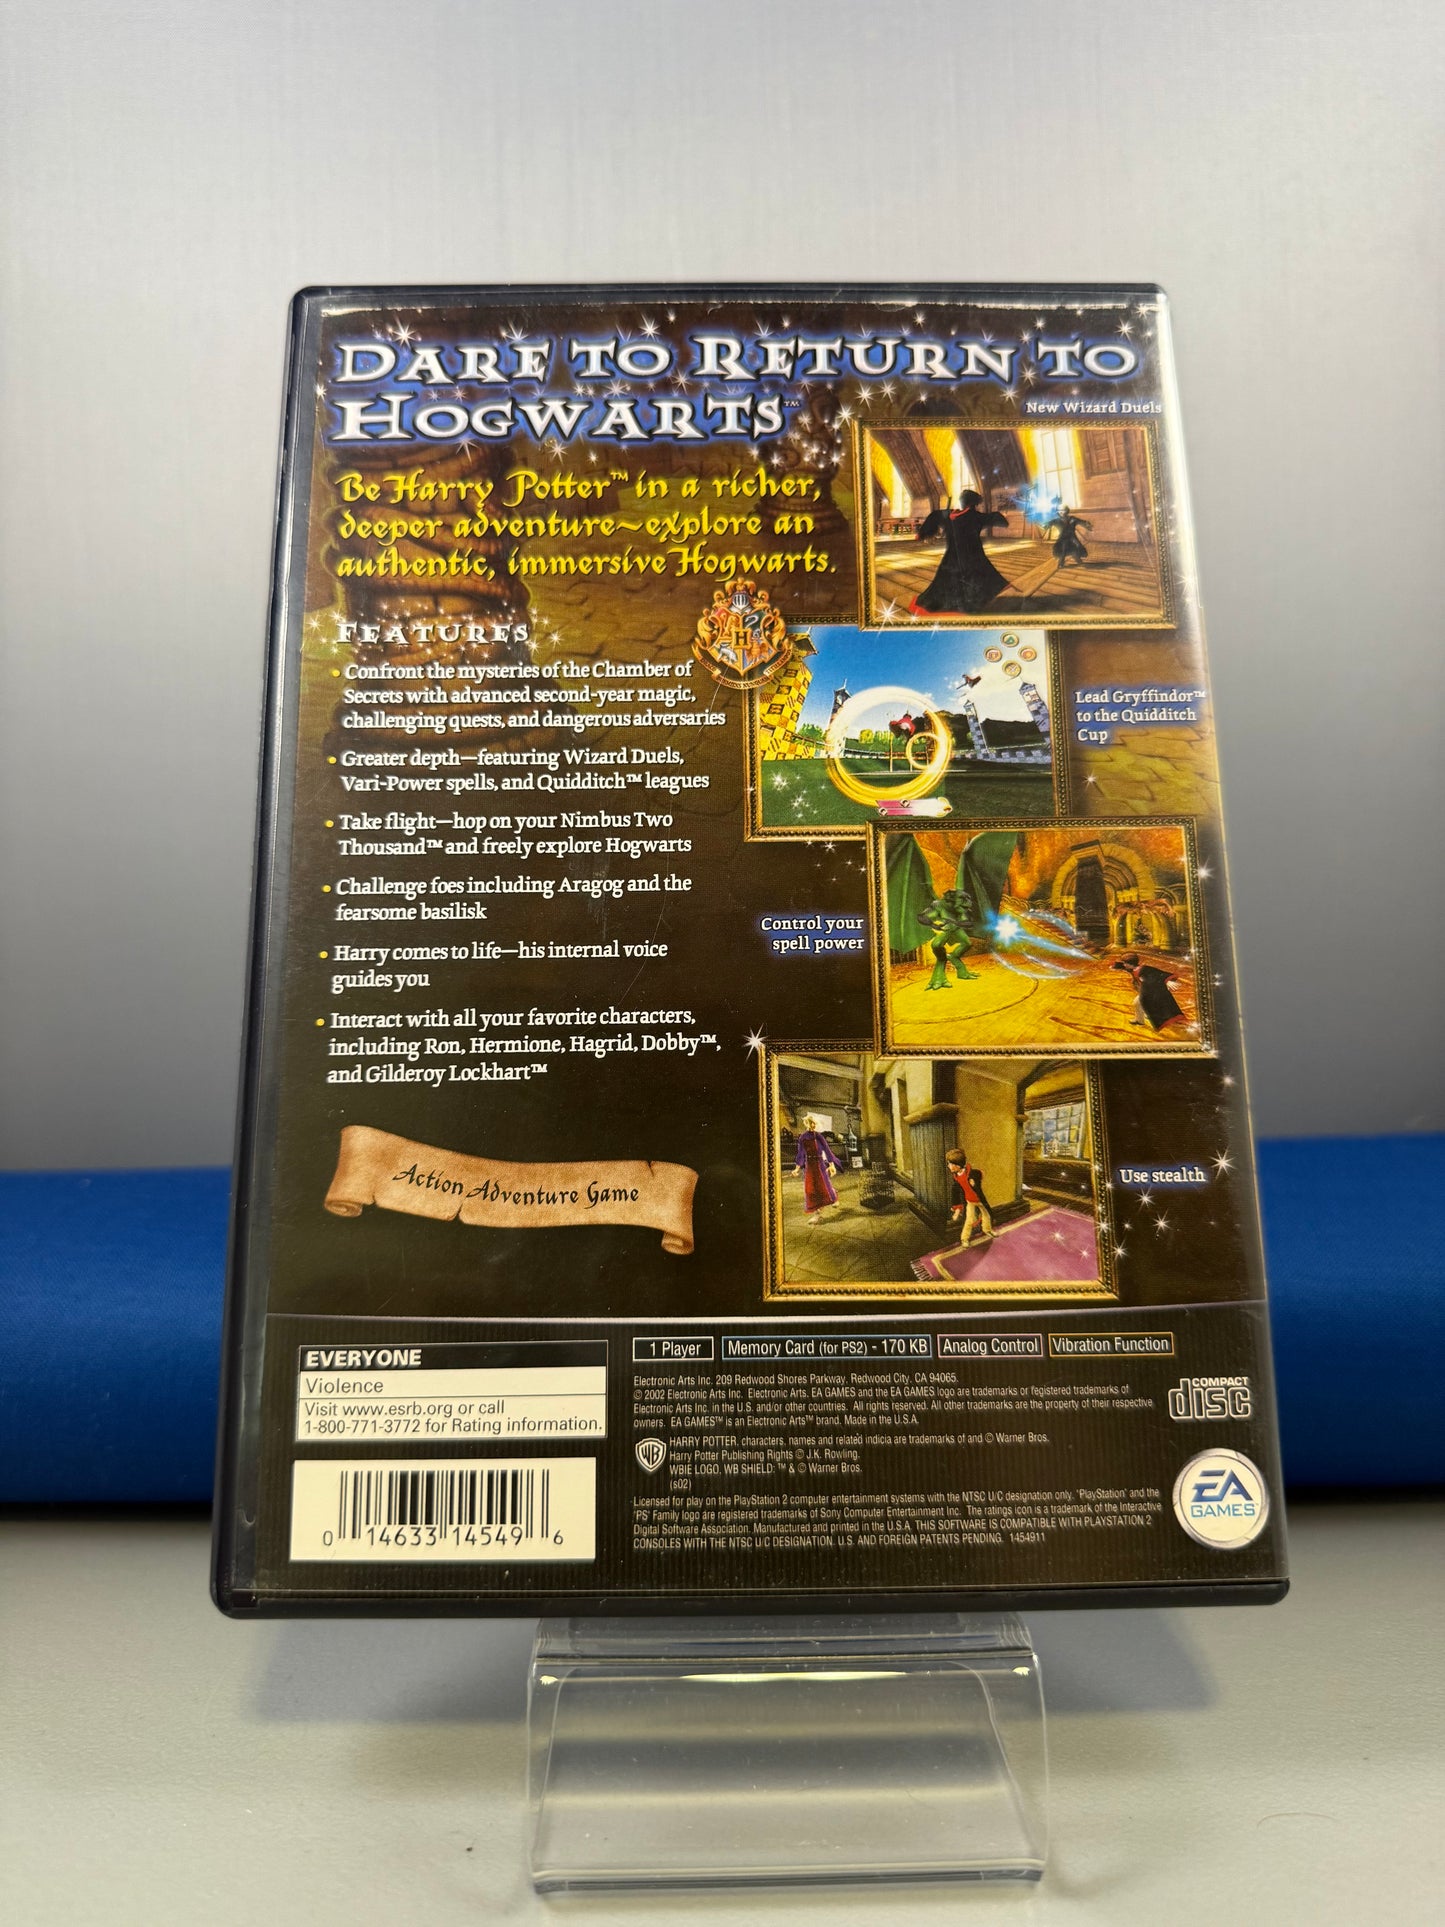 DARE TO RETURN TO
HOGWARTS™
Be Harry Potter™ in a richer,
deeper adventure~explore an
authentic, immersive Hogwarts.
FEATURES
• Confront the mysteries of the Chamber of
Secrets with advanced second-year magic,
challenging quests, and dangerous adversaries
• Greater depth—featuring Wizard Duels,
Vari-Power spells, and Quidditch™ leagues
• Take flight—hop on your Nimbus Two
Thousand™ and freely explore Hogwarts
• Challenge foes including Aragog and the
fearsome basilisk
• Harry comes to life—his internal voice
guides you
• Interact with all your favorite characters,
including Ron, Hermione, Hagrid, Dobby™,
and Gilderoy Lockhart™
Action Adventure Game
New Wizard Duels
H
Lead Gryffindor™
to the Quidditch
Cup
Control your
spell power
Use stealth
EVERYONE
Violence
Visit www.esrb.org or call
1-800-771-3772 for Rating information.
0 14633 14549 6
1 Player
Memory Card (for PS2) - 170 KB
Analog Control
Vibration Function
Electronic Arts Inc. 209 Redwood Shores Parkway, Redwood City, CA 94065.
© 2002 Electronic Arts Inc. Electronic Arts, EA GAMES and the EA GAMES logo are trademarks or registered trademarks of
Electronic Arts Inc. in the U.S. and/or other countries. All rights reserved. All other trademarks are the property of their respective
owners. EA GAMES™ is an Electronic Arts™ brand. Made in the U.S.A.
WB
HARRY POTTER, characters, names and related indicia are trademarks of and © Warner Bros.
Harry Potter Publishing Rights © J.K. Rowling.
WBIE LOGO, WB SHIELD: ™ & © Warner Bros.
(s02)
Licensed for play on the PlayStation 2 computer entertainment systems with the NTSC U/C designation only. "PlayStation" and the
"PS" Family logo are registered trademarks of Sony Computer Entertainment Inc. The ratings icon is a trademark of the Interactive
Digital Software Association. Manufactured and printed in the U.S.A. THIS SOFTWARE IS COMPATIBLE WITH PLAYSTATION 2
CONSOLES WITH THE NTSC U/C DESIGNATION. U.S. AND FOREIGN PATENTS PENDING. 1454911
COMPACT
disc
EA
GAMES™